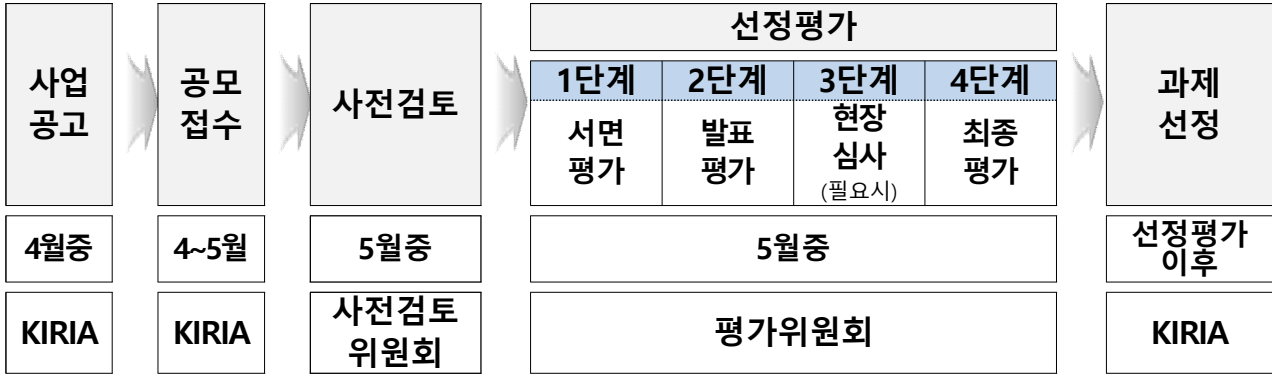 사업
공고
공모
접수
사전검토
선정평가
1단계
서면
평가
2단계
발표
평가
3단계
현장
심사
(필요시)
4단계
최종
평가
과제
선정
4월중
4~5월
5월중
5월중
선정평가
이후
KIRIA
KIRIA
사전검토
위원회
평가위원회
KIRIA